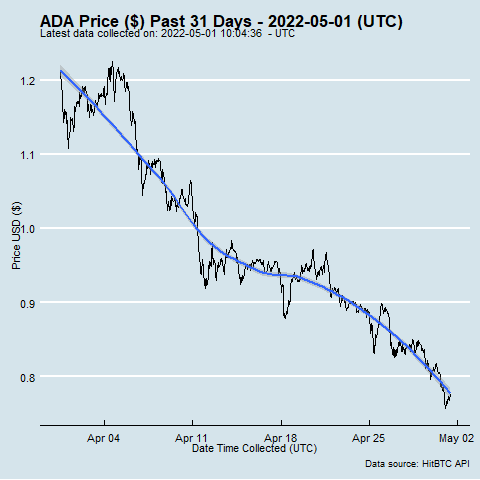 ADA Price ($) Past 31 Days - 2022-05-01 (UTC)
Latest data collected on: 2022-05-01 10:04:36 - UTC
Price USD ($)
1.2
1.1
1.0
0.9
0.8
Apr 04
Apr 11
Apr 18
Apr 25
May 02
Date Time Collected (UTC)
Data source: HitBTC API